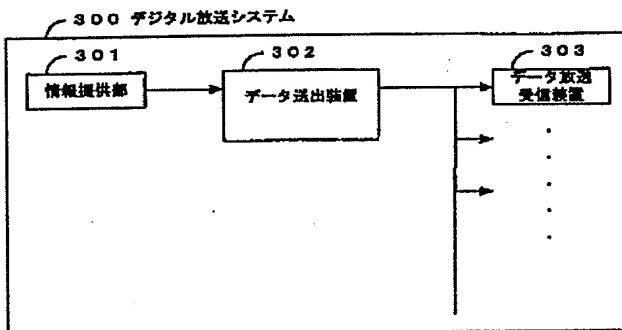 300 デジタル放送システム
301
302
303
情報提供部
データ送出装置
データ放送
受信装置